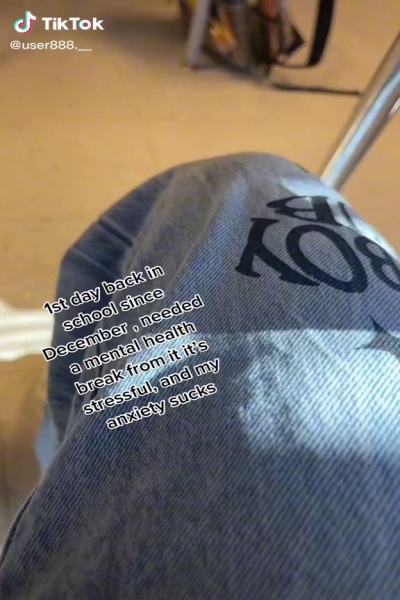 TikTok
@user888.__
1st day back in
school since
December , needed
a mental health
break from it it's
stressful, and my
anxiety sucks
BOY